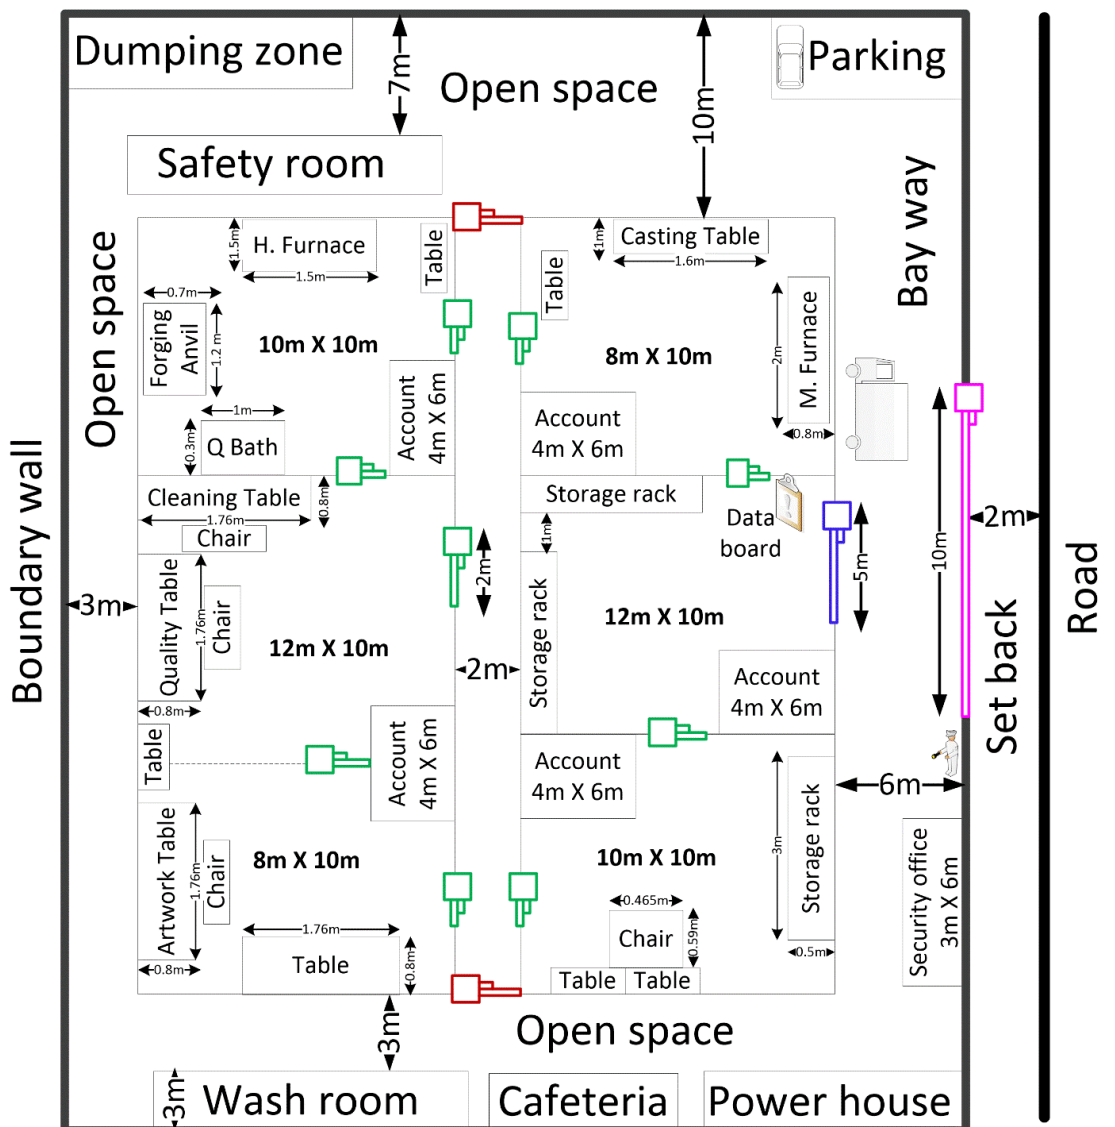 Dumping zone
7m
Open space
10m
Parking
Safety room
Bay way
Open space
1.5m
H. Furnace
1.5m
Table
Table
1m
Casting Table
1.6m
0.7m
Forging
Anvil
1.2 m
10m X 10m
8m X 10m
2m
M. Furnace
0.8m
1m
0.3m
Q Bath
Account
4m X 6m
Account
4m X 6m
Cleaning Table
1.76m
0.8m
Chair
Storage rack
1m
Data
board
!
5m
10m
2m
Boundary wall
3m
Quality Table
1.76m
Chair
0.8m
2m
12m X 10m
2m
Storage rack
12m X 10m
Account
4m X 6m
Set back
Road
Table
Account
4m X 6m
Account
4m X 6m
6m
Artwork Table
1.76m
Chair
0.8m
8m X 10m
1.76m
Table
0.8m
10m X 10m
3m
Storage rack
0.5m
0.465m
Chair
0.59m
Table
Table
Security office
3m X 6m
3m
Open space
3m
Wash room
Cafeteria
Power house